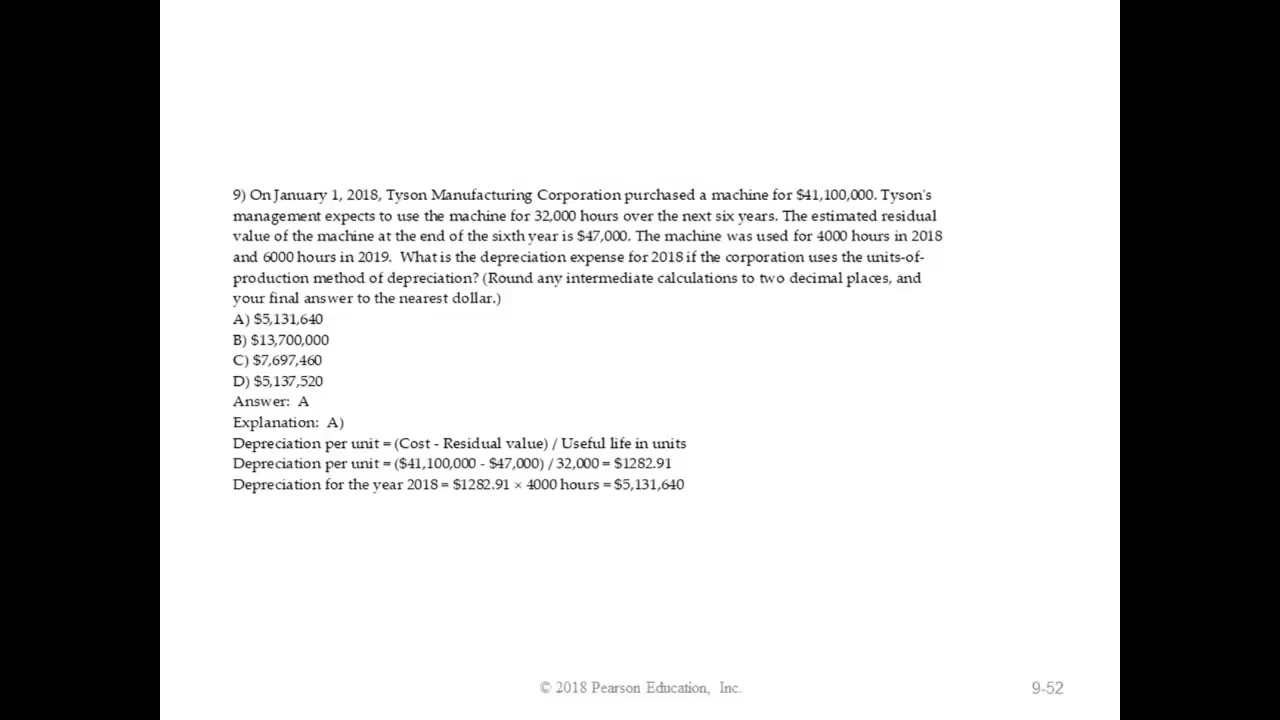 9) On January 1, 2018, Tyson Manufacturing Corporation purchased a machine for $41,100,000. Tyson's
management expects to use the machine for 32,000 hours over the next six years. The estimated residual
value of the machine at the end of the sixth year is $47,000. The machine was used for 4000 hours in 2018
and 6000 hours in 2019. What is the depreciation expense for 2018 if the corporation uses the units-of-
production method of depreciation? (Round any intermediate calculations to two decimal places, and
your final answer to the nearest dollar.)
A) $5,131,640
B) $13,700,000
C) $7,697,460
D) $5,137,520
Answer: A
Explanation: A)
Depreciation per unit = (Cost - Residual value) / Useful life in units
Depreciation per unit = ($41,100,000 - $47,000) / 32,000 = $1282.91
Depreciation for the year 2018 = $1282.91 × 4000 hours = $5,131,640
© 2018 Pearson Education, Inc.
9-52